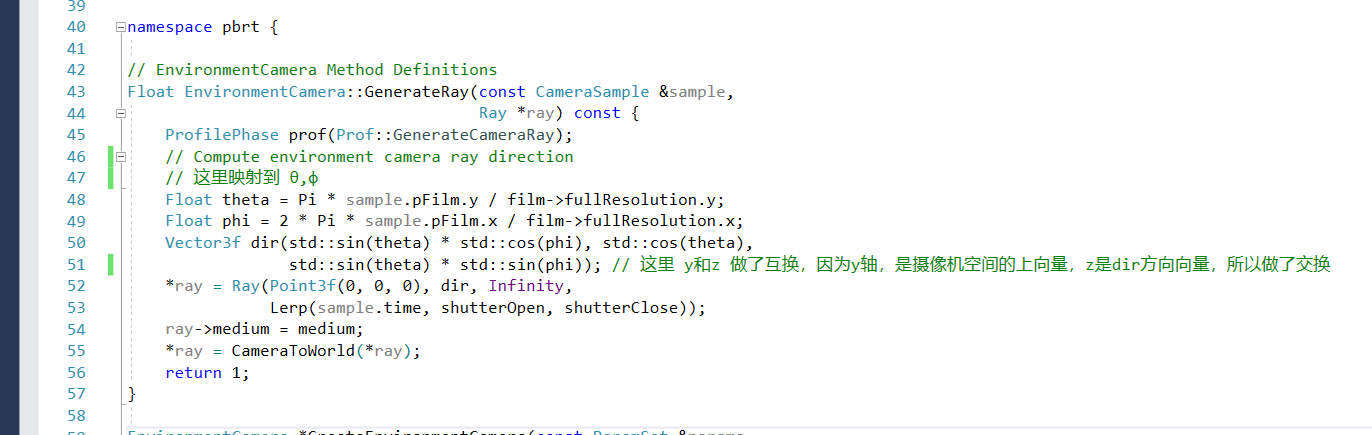 39
40 namespace pbrt {
41
42 // EnvironmentCamera Method Definitions
43 Float EnvironmentCamera::GenerateRay(const CameraSample &sample,
44 Ray *ray) const {
45 ProfilePhase prof(Prof::GenerateCameraRay);
46 // Compute environment camera ray direction
47 // 这里映射到 θ,φ
48 Float theta = Pi * sample.pFilm.y / film->fullResolution.y;
49 Float phi = 2 * Pi * sample.pFilm.x / film->fullResolution.x;
50 Vector3f dir(std::sin(theta) * std::cos(phi), std::cos(theta),
51 std::sin(theta) * std::sin(phi)); // 这里 y和z 做了互换，因为y轴，是摄像机空间的上向量，z是dir方向向量，所以做了交换
52 *ray = Ray(Point3f(0, 0, 0), dir, Infinity,
53 Lerp(sample.time, shutterOpen, shutterClose));
54 ray->medium = medium;
55 *ray = CameraToWorld(*ray);
56 return 1;
57 }
58